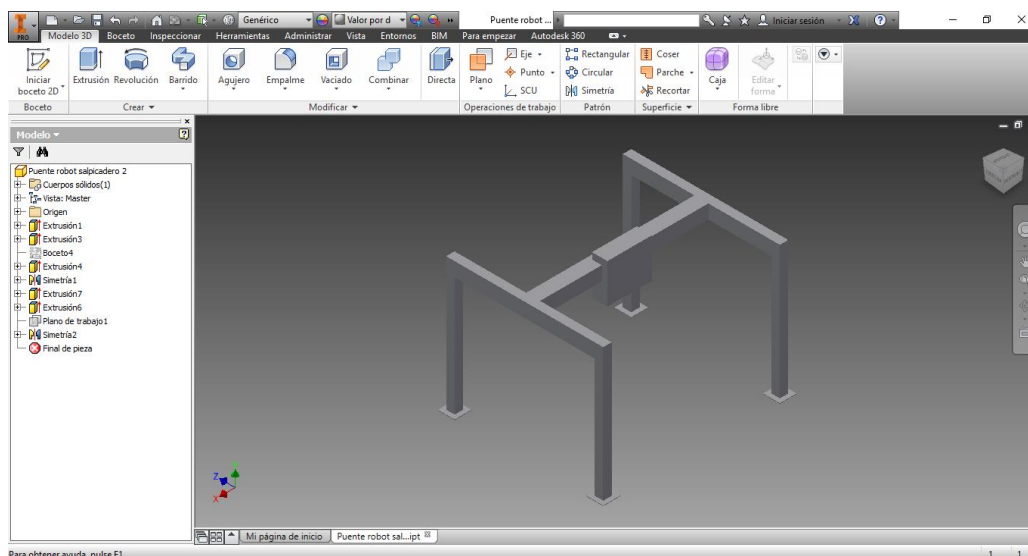 PRO
Genérico
Valor por d
Puente robot ...
Iniciar sesión
Modelo 3D Boceto Inspeccionar Herramientas Administrar Vista Entornos BIM Para empezar Autodesk 360
Iniciar boceto 2D
Extrusión Revolución Barrido
Agujero Empalme Vaciado Combinar Directa
Plano
Eje
Punto
SCU
Rectangular
Circular
Simetría
Coser
Parche
Recortar
Caja
Editar forma
Boceto Crear Modificar Operaciones de trabajo Patrón Superficie Forma libre
Modelo
Puente robot salpicadero 2
Cuerpos sólidos(1)
Vista: Master
Origen
Extrusión1
Extrusión3
Boceto4
Extrusión4
Simetría1
Extrusión7
Extrusión6
Plano de trabajo1
Simetría2
Final de pieza
Z
X
Mi página de inicio
Puente robot sal...ipt
Para obtener ayuda, pulse F1
1 1